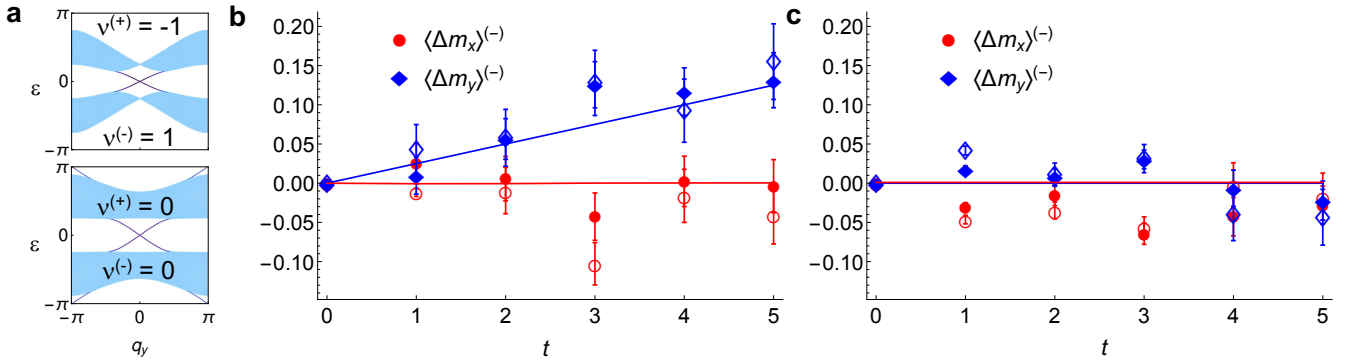 a
π
ν(+) = -1
ε
0
ν(-) = 1
-π
π
ν(+) = 0
ε
0
ν(-) = 0
-π
-π
0
π
q_y
b
0.20
⟨Δm_x⟩(-)
0.15
⟨Δm_y⟩(-)
0.10
0.05
0.00
-0.05
-0.10
0
1
2
3
4
5
t
c
0.20
⟨Δm_x⟩(-)
0.15
⟨Δm_y⟩(-)
0.10
0.05
0.00
-0.05
-0.10
0
1
2
3
4
5
t